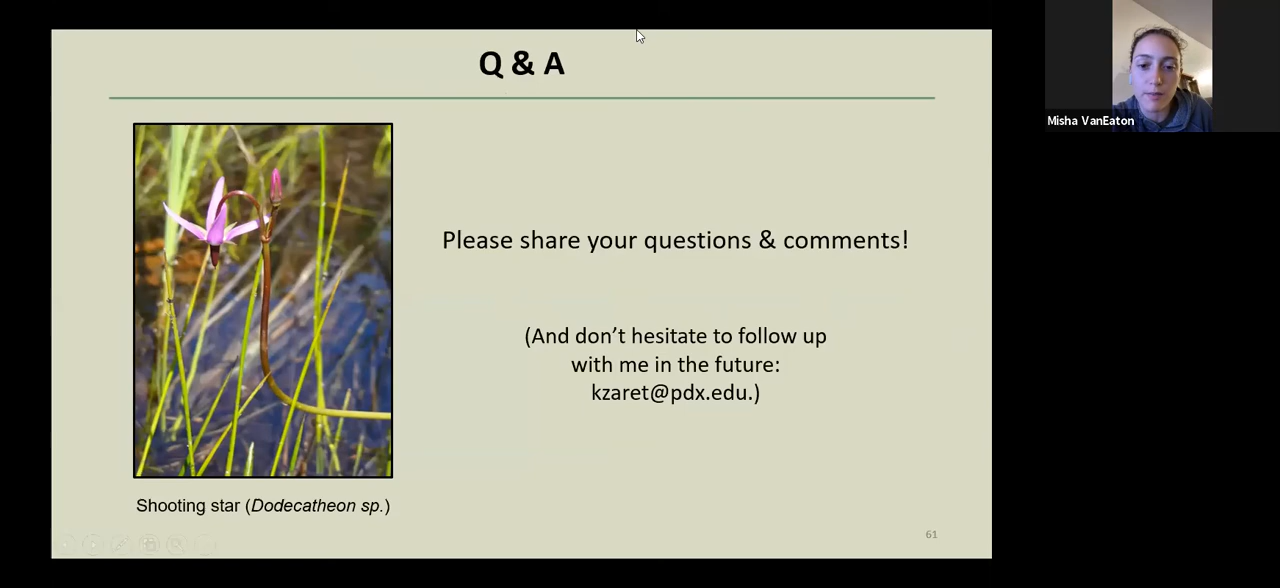 Q & A
Please share your questions & comments!
(And don’t hesitate to follow up
with me in the future:
kzaret@pdx.edu.)
Shooting star (Dodecatheon sp.)
61
Misha VanEaton